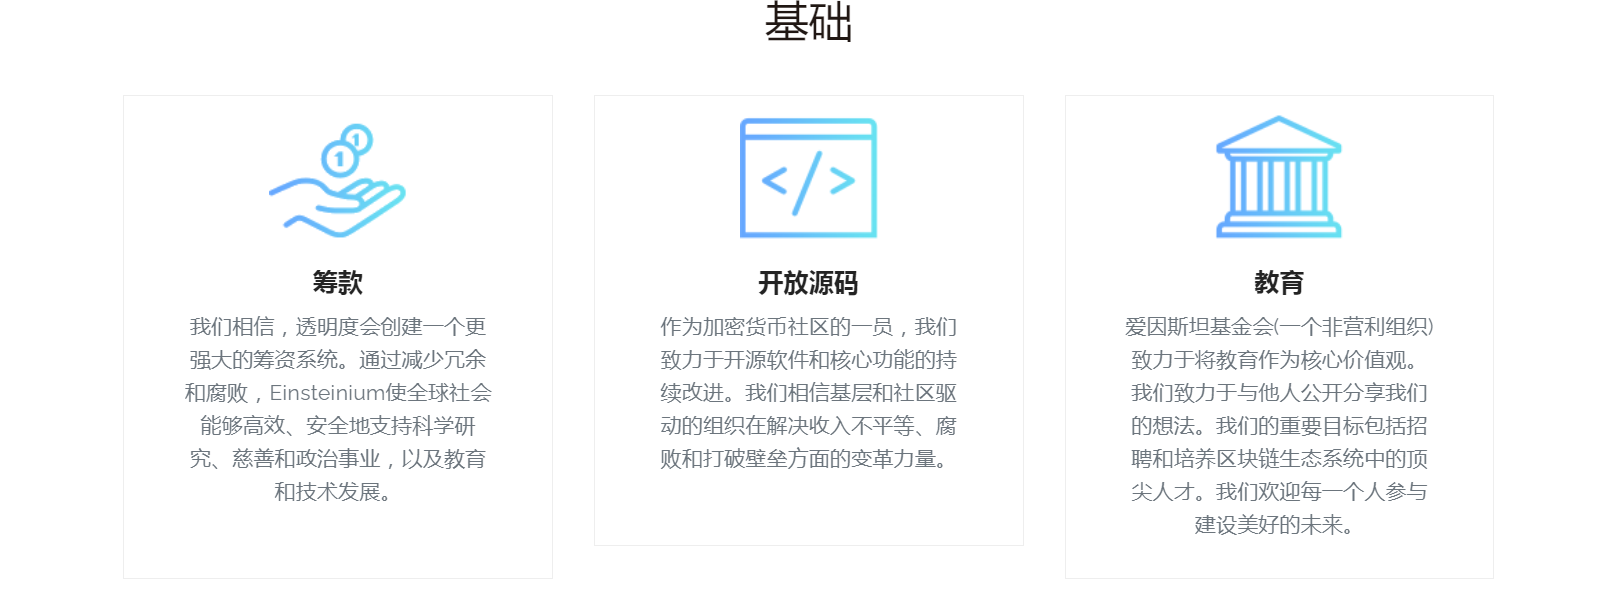 基础
1
1
筹款
我们相信，透明度会创建一个更
强大的筹资系统。通过减少冗余
和腐败，Einsteinium使全球社会
能够高效、安全地支持科学研
究、慈善和政治事业，以及教育
和技术发展。
</>
开放源码
作为加密货币社区的一员，我们
致力于开源软件和核心功能的持
续改进。我们相信基层和社区驱
动的组织在解决收入不平等、腐
败和打破壁垒方面的变革力量。
教育
爱因斯坦基金会(一个非营利组织)
致力于将教育作为核心价值观。
我们致力于与他人公开分享我们
的想法。我们的重要目标包括招
聘和培养区块链生态系统中的顶
尖人才。我们欢迎每一个人参与
建设美好的未来。